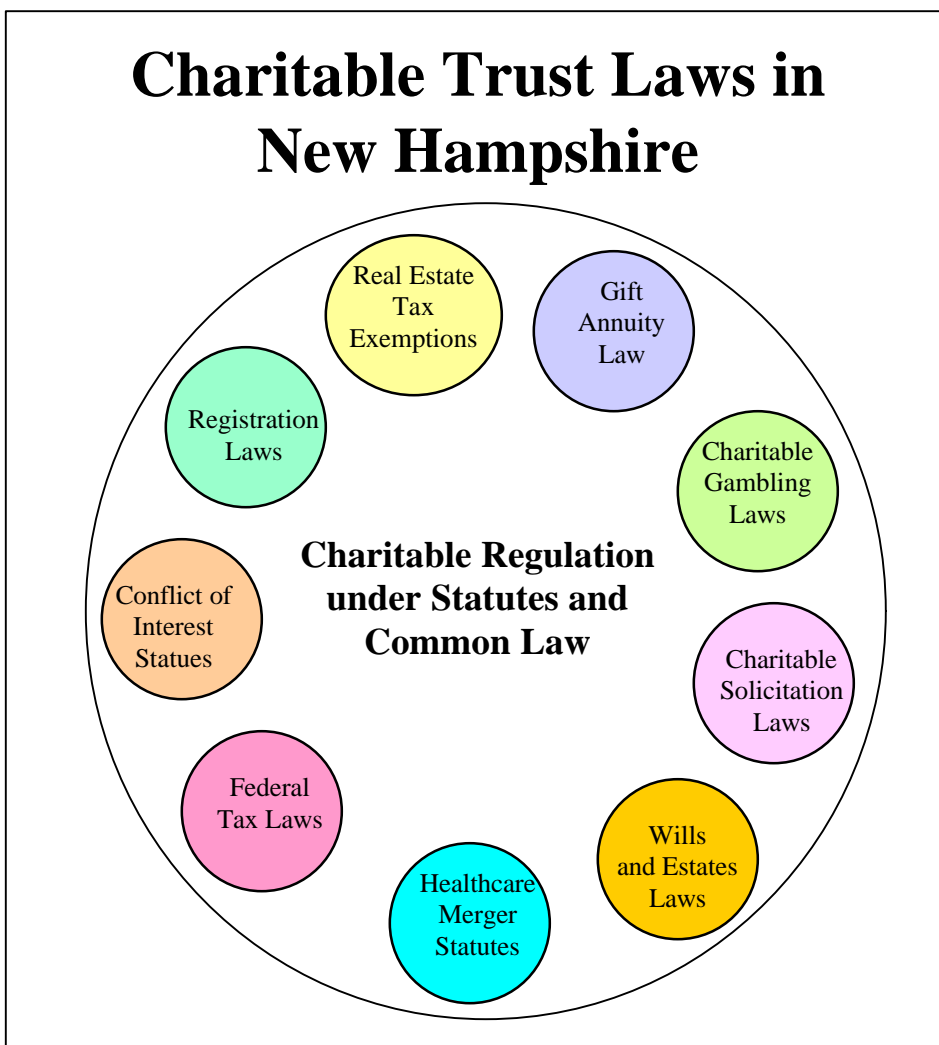 Charitable Trust Laws in
New Hampshire
Real Estate
Tax
Exemptions
Gift
Annuity
Law
Registration
Laws
Charitable
Gambling
Laws
Charitable Regulation
under Statutes and
Common Law
Conflict of
Interest
Statues
Charitable
Solicitation
Laws
Federal
Tax Laws
Wills
and Estates
Laws
Healthcare
Merger
Statutes